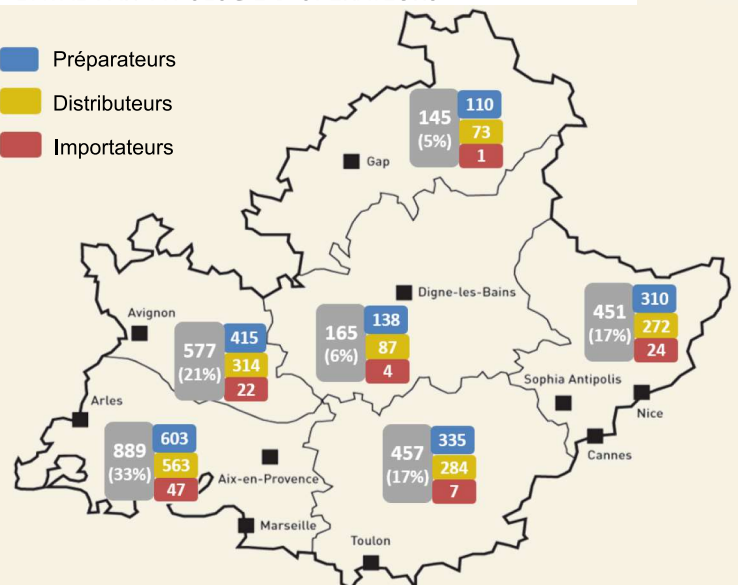 Préparateurs
Distributeurs
Importateurs
145
(5%)
110
73
1
Gap
Digne-les-Bains
165
(6%)
138
87
4
451
(17%)
310
272
24
Avignon
577
(21%)
415
314
22
Sophia Antipolis
Nice
Cannes
Arles
889
(33%)
603
563
47
Aix-en-Provence
457
(17%)
335
284
7
Marseille
Toulon